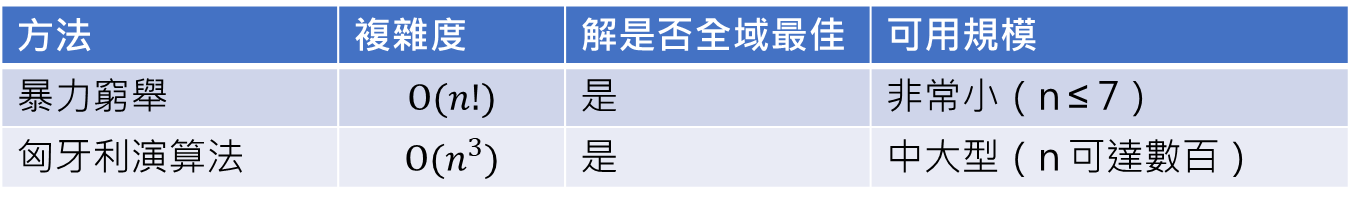 方法 複雜度 解是否全域最佳 可用規模
暴力窮舉 O(n!) 是 非常小（n ≤ 7）
匈牙利演算法 O(n³) 是 中大型（n 可達數百）